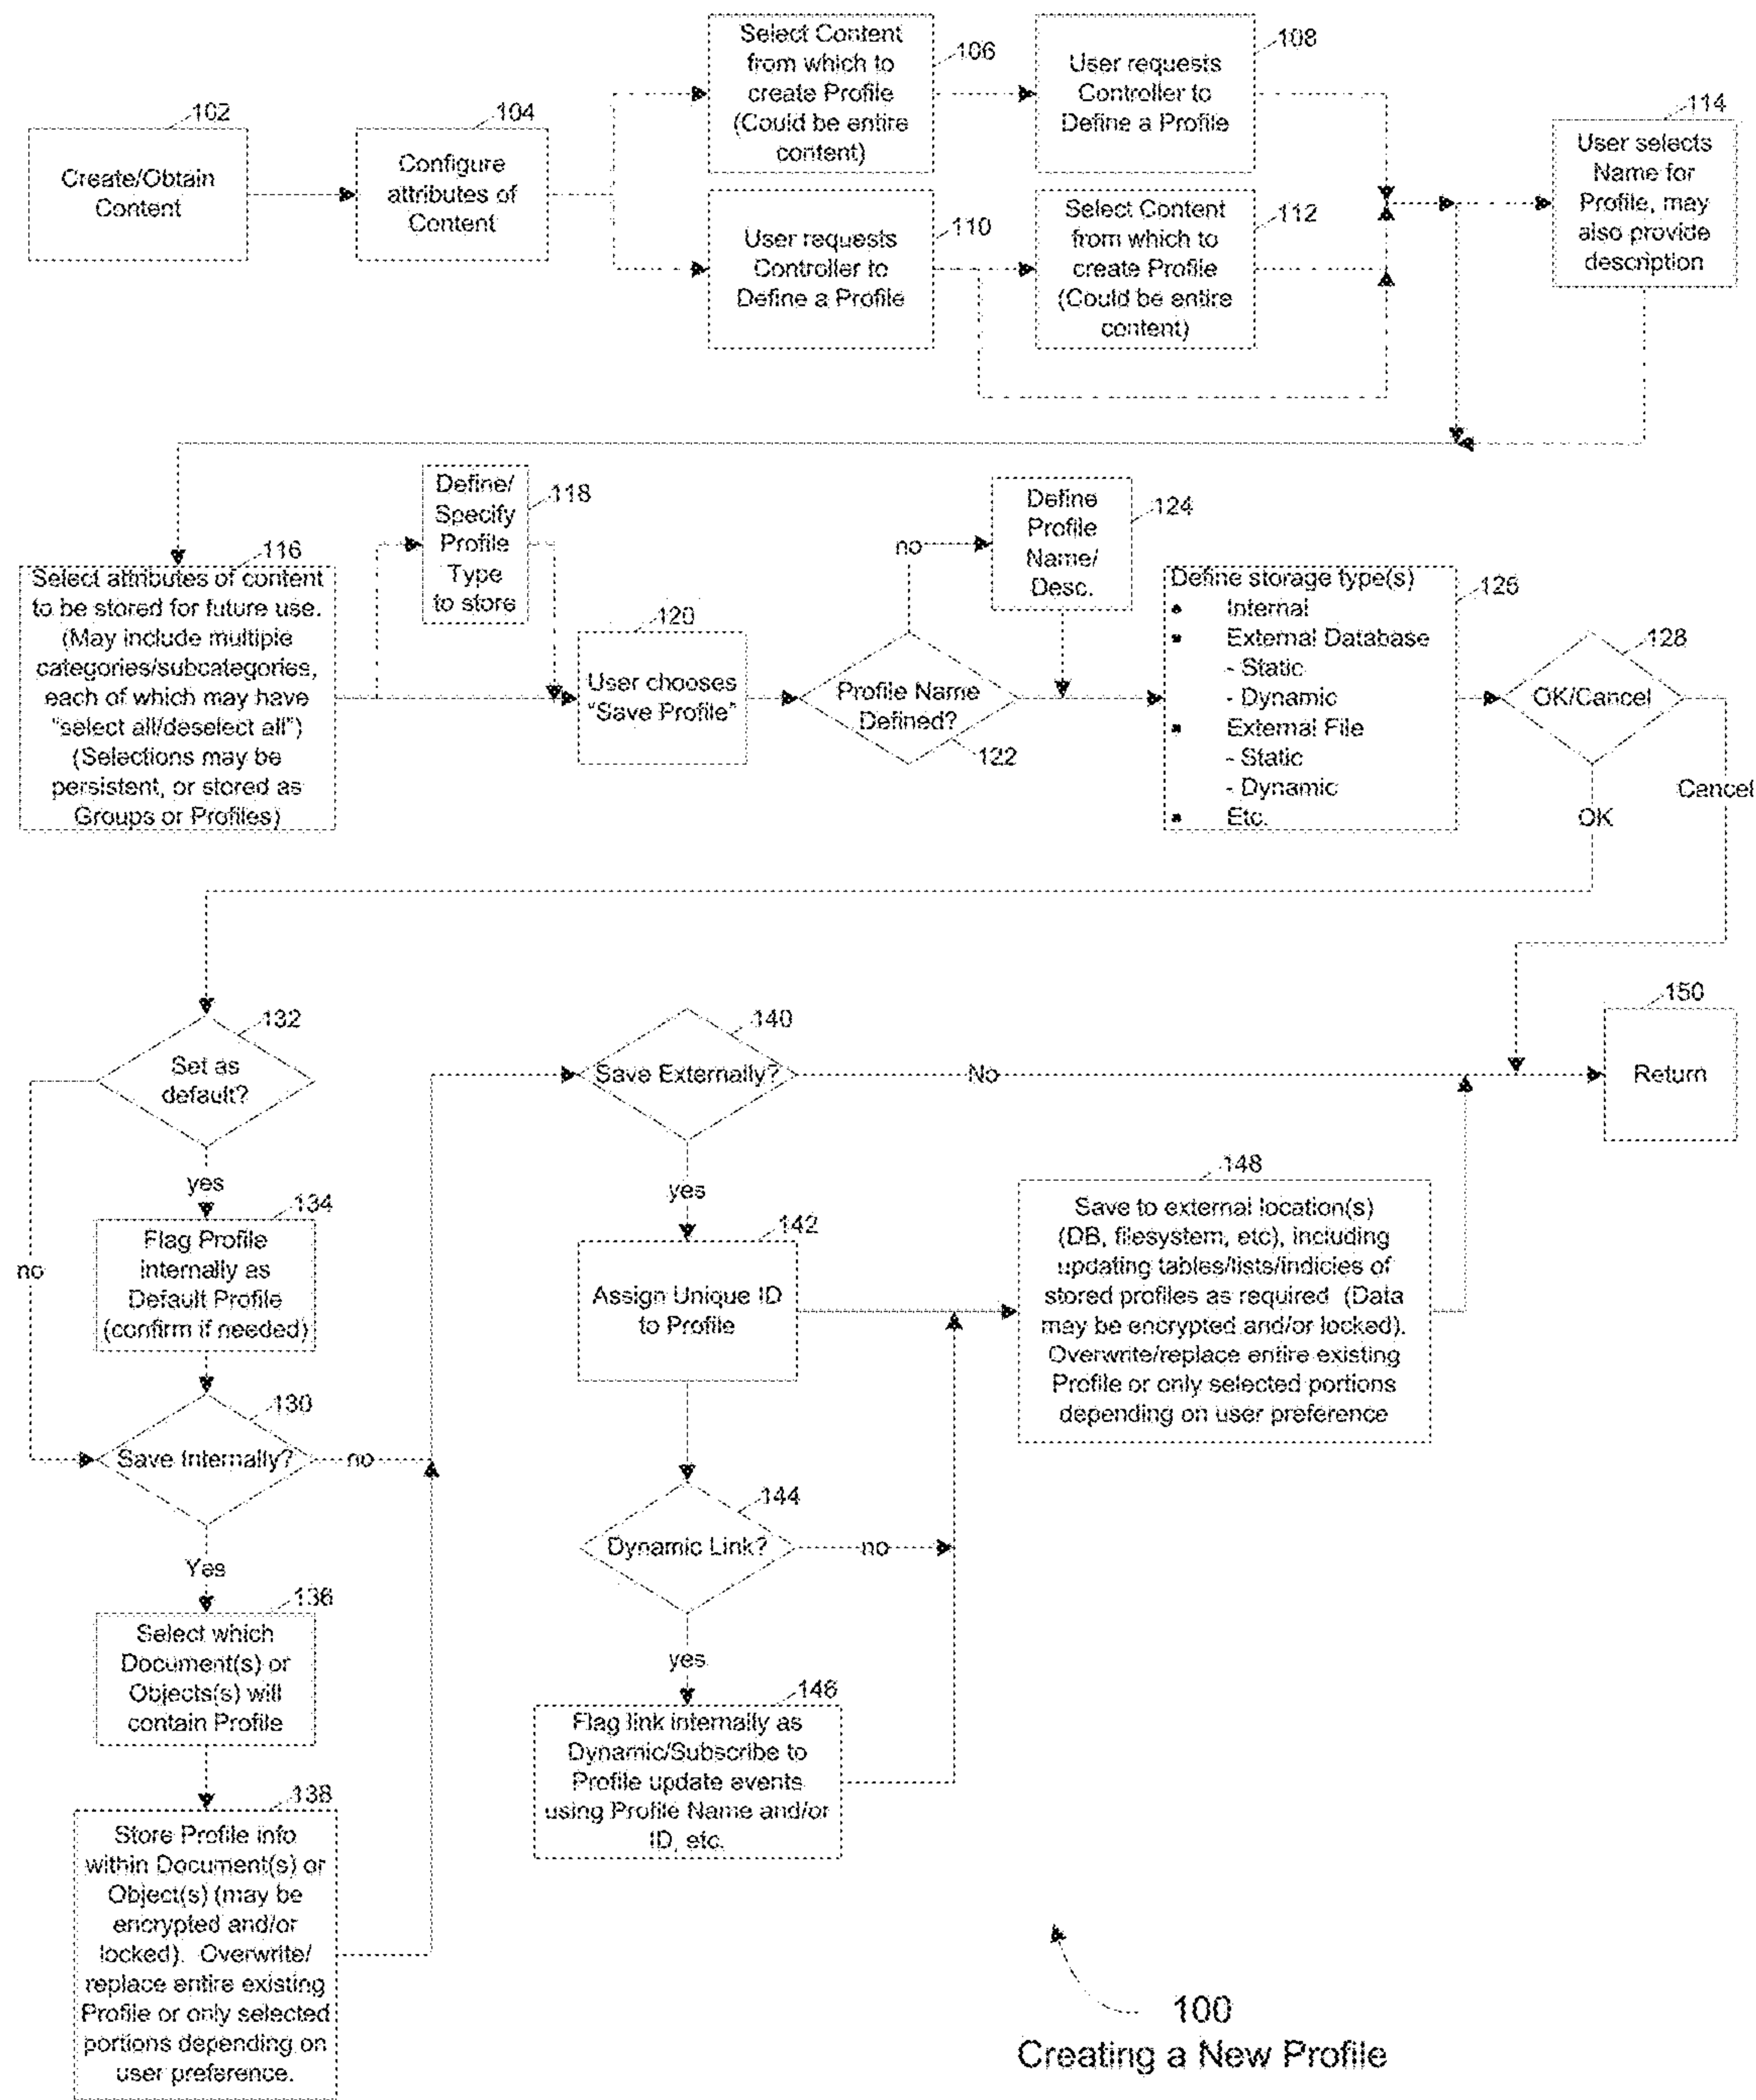 102
Create/Obtain
Content
104
Configure
attributes of
Content
106
Select Content
from which to
create Profile
(Could be entire
content)
108
User requests
Controller to
Define a Profile
110
User requests
Controller to
Define a Profile
112
Select Content
from which to
create Profile
(Could be entire
content)
114
User selects
Name for
Profile, may
also provide
description
116
Select attributes of content
to be stored for future use.
(May include multiple
categories/subcategories,
each of which may have
"select all/deselect all")
(Selections may be
persistent, or stored as
Groups or Profiles)
118
Define/
Specify
Profile
Type
to store
120
User chooses
"Save Profile"
no
Profile Name
Defined?
122
124
Define
Profile
Name/
Desc.
126
Define storage type(s)
• Internal
• External Database
- Static
- Dynamic
• External File
- Static
- Dynamic
• Etc.
128
OK/Cancel
Cancel
OK
132
Set as
default?
yes
no
134
Flag Profile
internally as
Default Profile
(confirm if needed)
130
Save Internally?
no
Yes
136
Select which
Document(s) or
Objects(s) will
contain Profile
138
Store Profile info
within Document(s) or
Object(s) (may be
encrypted and/or
locked). Overwrite/
replace entire existing
Profile or only selected
portions depending on
user preference.
140
Save Externally?
No
yes
142
Assign Unique ID
to Profile
144
Dynamic Link?
no
yes
146
Flag link internally as
Dynamic/Subscribe to
Profile update events
using Profile Name and/or
ID, etc.
148
Save to external location(s)
(DB, filesystem, etc), including
updating tables/lists/indicies of
stored profiles as required (Data
may be encrypted and/or locked).
Overwrite/replace entire existing
Profile or only selected portions
depending on user preference
150
Return
100
Creating a New Profile